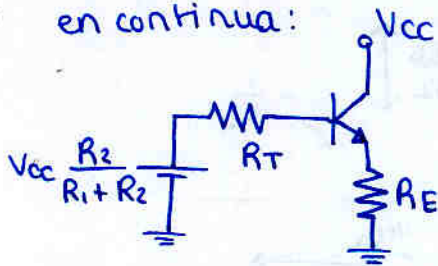 en continua:
Vcc
RT
Vcc R2
R1 + R2
RE